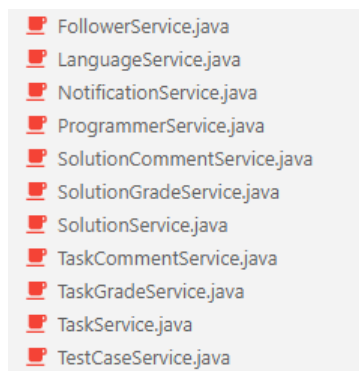 FollowerService.java
LanguageService.java
NotificationService.java
ProgrammerService.java
SolutionCommentService.java
SolutionGradeService.java
SolutionService.java
TaskCommentService.java
TaskGradeService.java
TaskService.java
TestCaseService.java